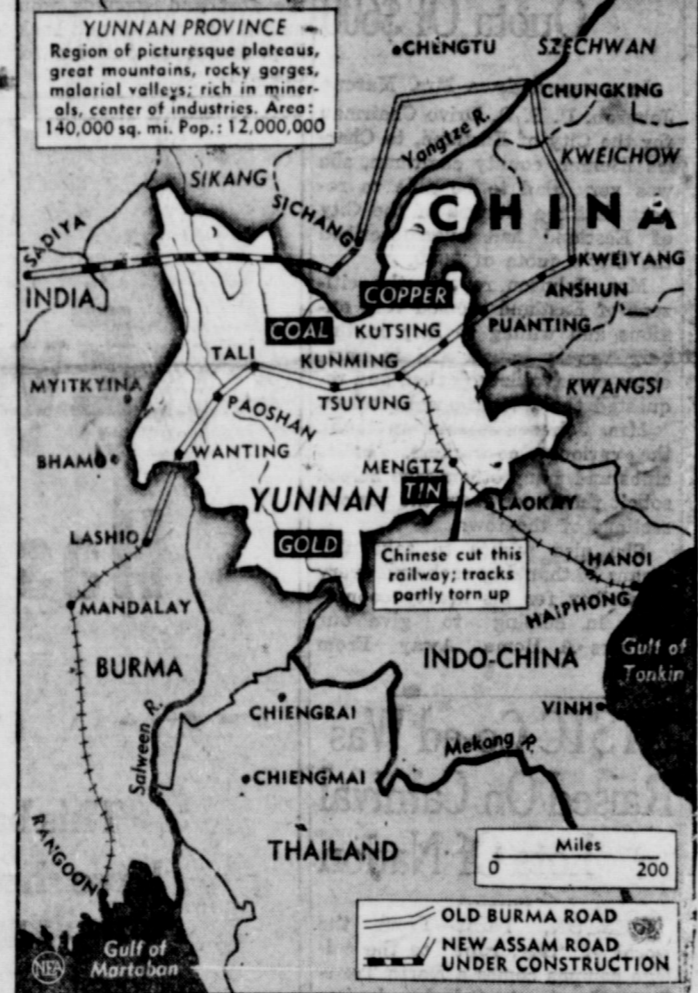 YUNNAN PROVINCE
Region of picturesque plateaus,
great mountains, rocky gorges,
malarial valleys; rich in miner-
als, center of industries. Area:
140,000 sq. mi. Pop.: 12,000,000
CHENGTU
SZECHWAN
CHUNGKING
Yangtze R.
KWEICHOW
SIKANG
SICHANG
CHINA
SADIYA
KWEIYANG
INDIA
ANSHUN
COPPER
COAL
KUTSING
PUANTING
TALI
KUNMING
MYITKYINA
TSUYUNG
KWANGSI
PAOSHAN
WANTING
BHAMO
MENGTZ
YUNNAN
TIN
LAOKAY
LASHIO
GOLD
Chinese cut this
railway; tracks
partly torn up
HANOI
MANDALAY
HAIPHONG
BURMA
INDO-CHINA
Gulf of
Tonkin
CHIENGRAI
VINH
Salween R.
Mekong R.
CHIENGMAI
THAILAND
Miles
0 200
RANGOON
OLD BURMA ROAD
NEW ASSAM ROAD
UNDER CONSTRUCTION
Gulf of
Martaban
NEA